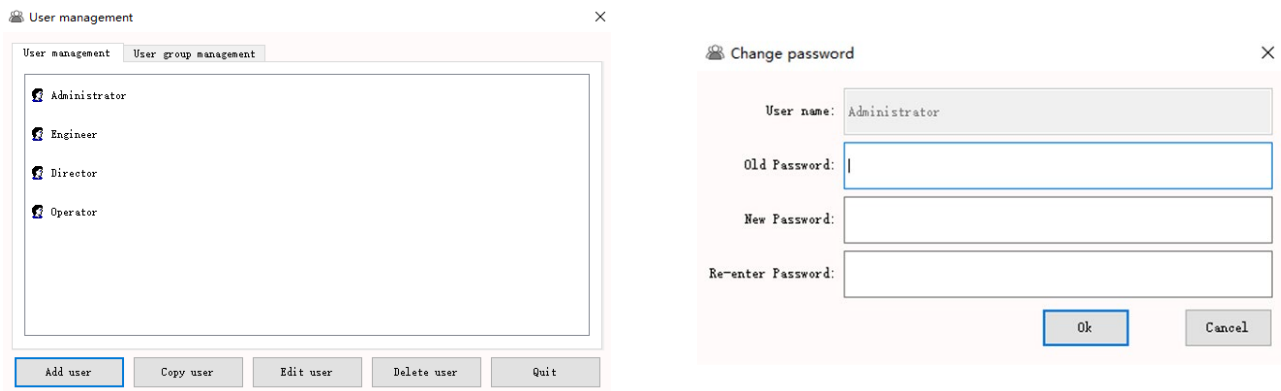 User management
User management
User group management
Administrator
Engineer
Director
Operator
Add user
Copy user
Edit user
Delete user
Quit
Change password
User name:
Administrator
Old Password:
New Password:
Re-enter Password:
Ok
Cancel